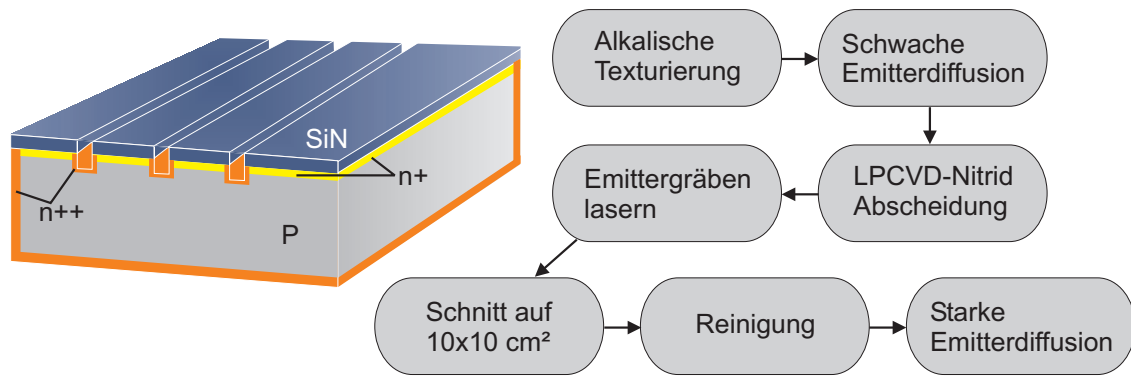 SiN
n+
n++
P
Alkalische
Texturierung
Schwache
Emitterdiffusion
Emittergräben
lasern
LPCVD-Nitrid
Abscheidung
Schnitt auf
10x10 cm²
Reinigung
Starke
Emitterdiffusion